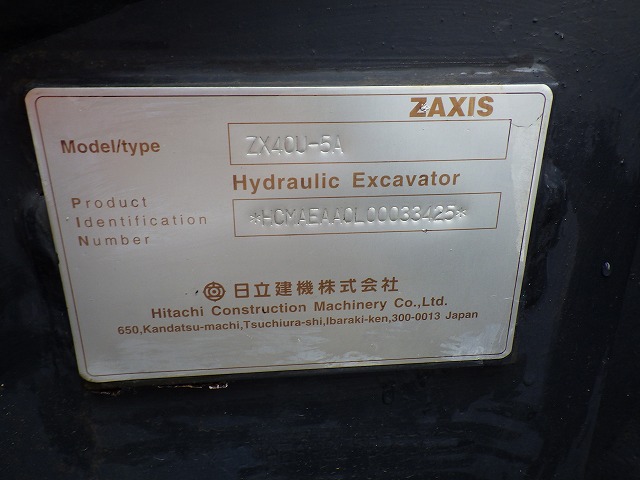 ZAXIS
Model/type ZX40U-5A
Hydraulic Excavator
Product
Identification *HCMAEAA0L00033425*
Number
日立建機株式会社
Hitachi Construction Machinery Co.,Ltd.
650,Kandatsu-machi,Tsuchiura-shi,Ibaraki-ken,300-0013 Japan